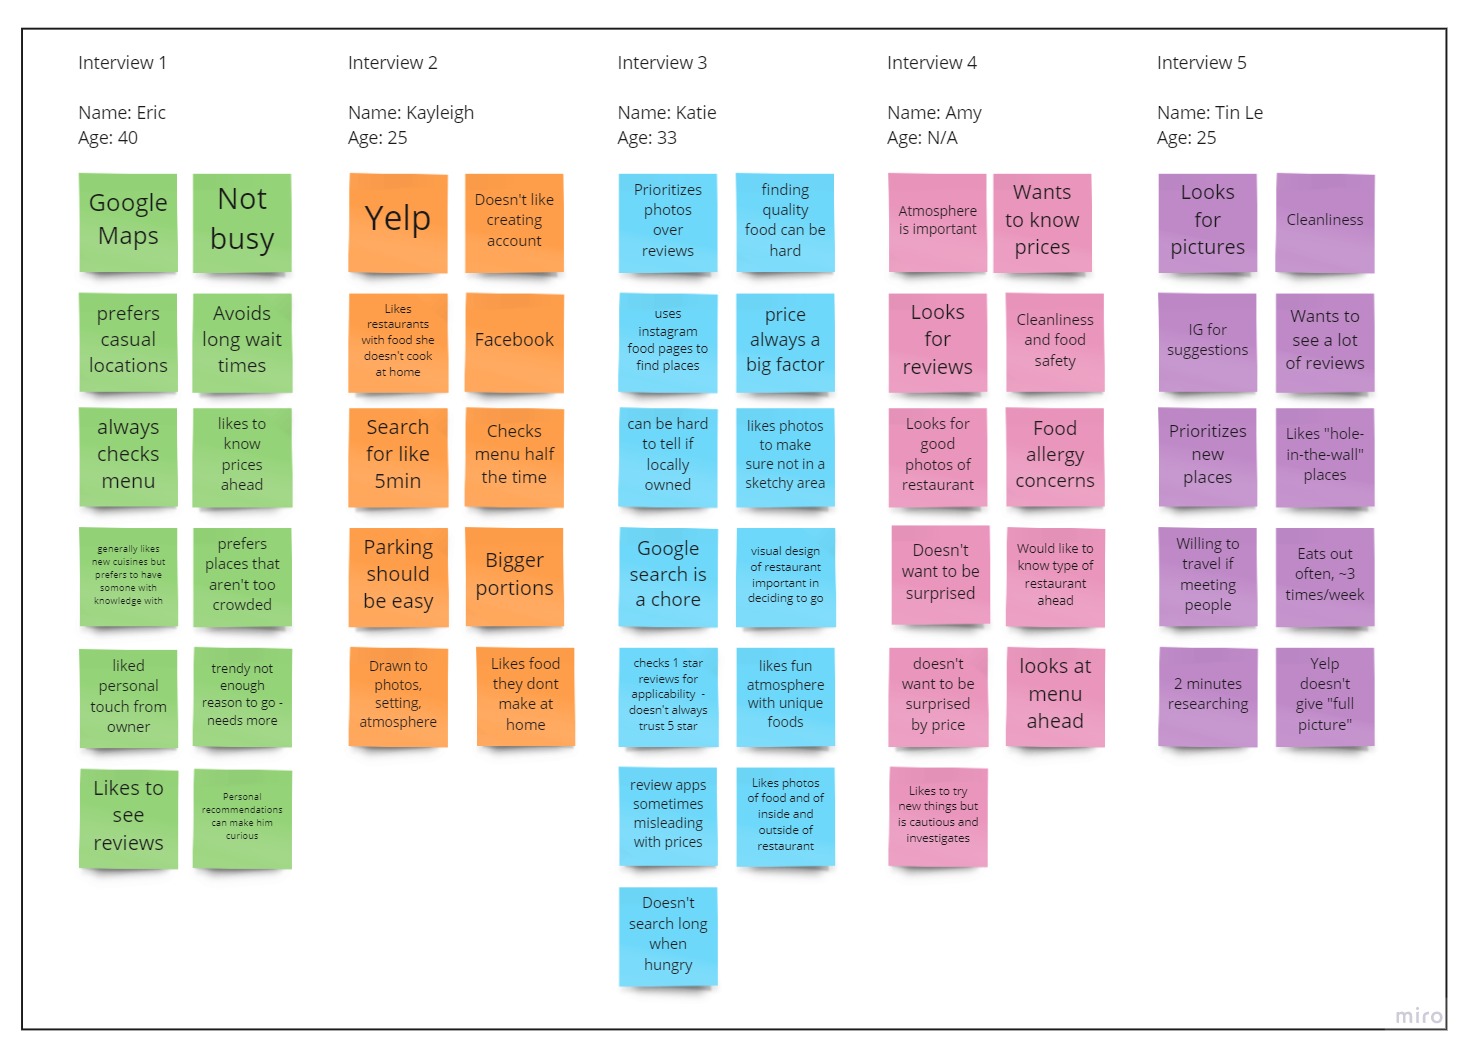 Interview 1
Name: Eric
Age: 40
Google
Maps
Not
busy
prefers
casual
locations
Avoids
long wait
times
always
checks
menu
likes to
know
prices
ahead
generally likes
new cuisines but
prefers to have
somone with
knowledge with
prefers
places that
aren't too
crowded
liked
personal
touch from
owner
trendy not
enough
reason to go -
needs more
Likes to
see
reviews
Personal
recommendations
can make him
curious
Interview 2
Name: Kayleigh
Age: 25
Yelp
Doesn't like
creating
account
Likes
restaurants
with food she
doesn't cook
at home
Facebook
Search
for like
5min
Checks
menu half
the time
Parking
should
be easy
Bigger
portions
Drawn to
photos,
setting,
atmosphere
Likes food
they dont
make at
home
Interview 3
Name: Katie
Age: 33
Prioritizes
photos
over
reviews
finding
quality
food can be
hard
uses
instagram
food pages to
find places
price
always a
big factor
can be hard
to tell if
locally
owned
likes photos
to make
sure not in a
sketchy area
Google
search is
a chore
visual design
of restaurant
important in
deciding to go
checks 1 star
reviews for
applicability -
doesn't always
trust 5 star
likes fun
atmosphere
with unique
foods
review apps
sometimes
misleading
with prices
Likes photos
of food and of
inside and
outside of
restaurant
Doesn't
search long
when
hungry
Interview 4
Name: Amy
Age: N/A
Atmosphere
is important
Wants
to know
prices
Looks
for
reviews
Cleanliness
and food
safety
Looks for
good
photos of
restaurant
Food
allergy
concerns
Doesn't
want to be
surprised
Would like to
know type of
restaurant
ahead
doesn't
want to be
surprised
by price
looks at
menu
ahead
Likes to try
new things but
is cautious and
investigates
Interview 5
Name: Tin Le
Age: 25
Looks
for
pictures
Cleanliness
IG for
suggestions
Wants to
see a lot
of reviews
Prioritizes
new
places
Likes "hole-
in-the-wall"
places
Willing to
travel if
meeting
people
Eats out
often, ~3
times/week
2 minutes
researching
Yelp
doesn't
give "full
picture"
miro